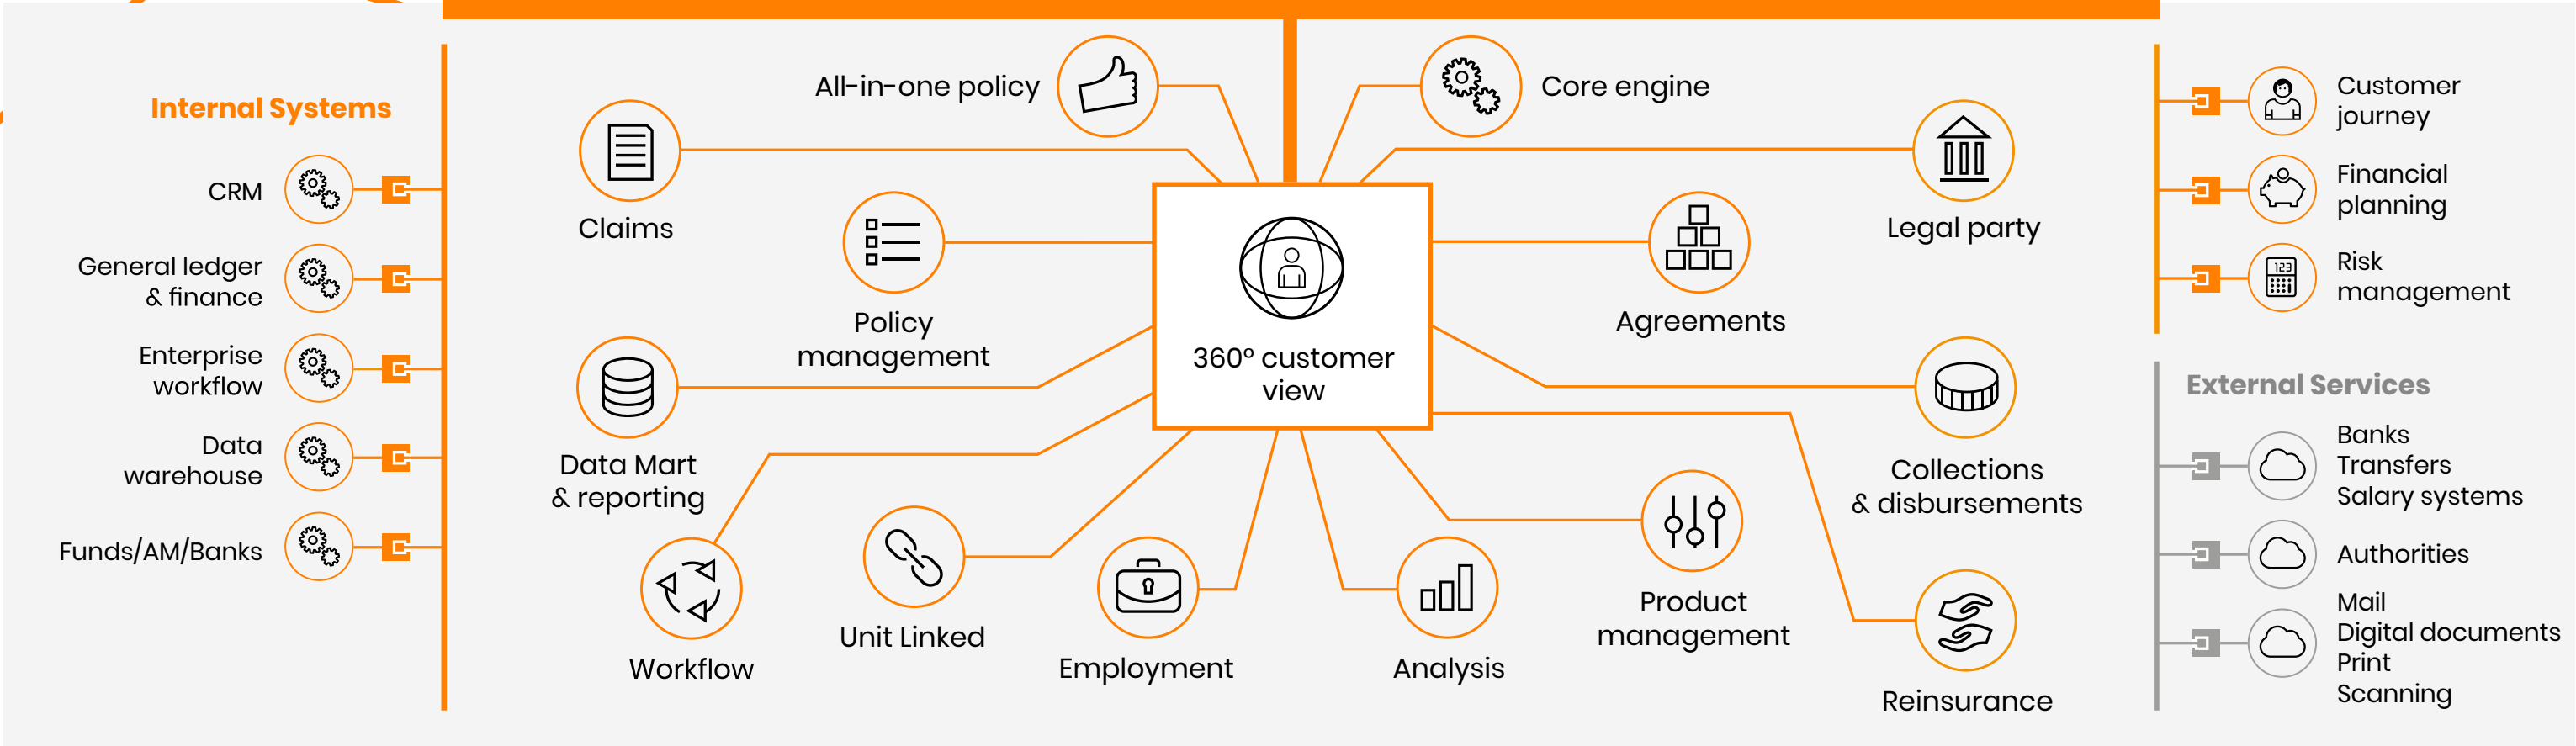 Internal Systems
CRM
General ledger
& finance
Enterprise
workflow
Data
warehouse
Funds/AM/Banks
All-in-one policy
Core engine
Claims
Legal party
Policy
management
Agreements
360° customer
view
Data Mart
& reporting
Collections
& disbursements
Workflow
Unit Linked
Employment
Analysis
Product
management
Reinsurance
Customer
journey
Financial
planning
123
Risk
management
External Services
Banks
Transfers
Salary systems
Authorities
Mail
Digital documents
Print
Scanning